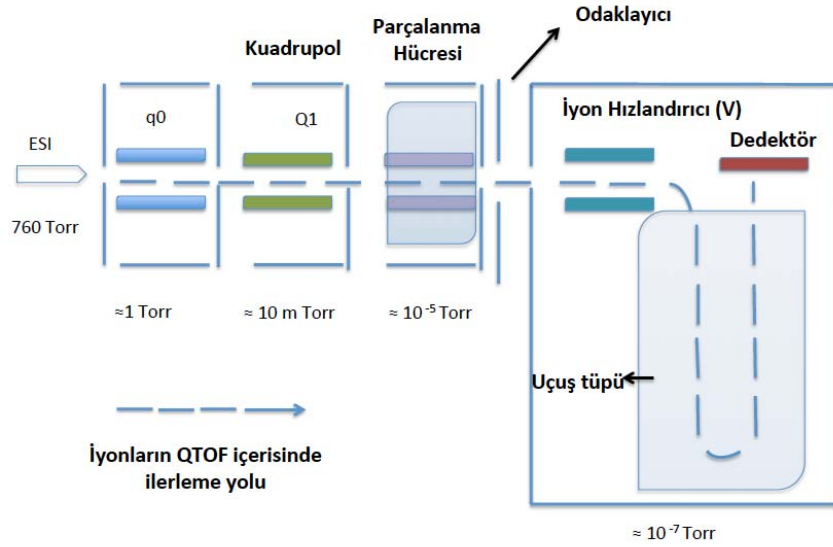 Odaklayıcı
Kuadrupol
Parçalanma
Hücresi
İyon Hızlandırıcı (V)
q0
Q1
Dedektör
ESI
760 Torr
≈1 Torr
≈ 10 m Torr
≈ 10 -5 Torr
Uçuş tüpü
İyonların QTOF içerisinde
ilerleme yolu
≈ 10 -7 Torr